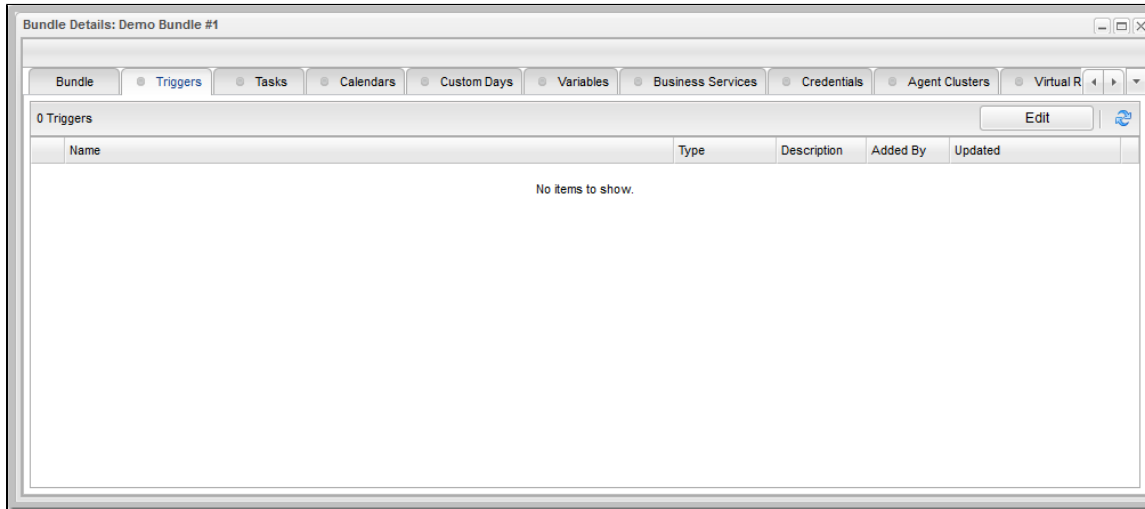 Bundle Details: Demo Bundle #1
Bundle Triggers Tasks Calendars Custom Days Variables Business Services Credentials Agent Clusters Virtual R
0 Triggers Edit
Name Type Description Added By Updated
No items to show.